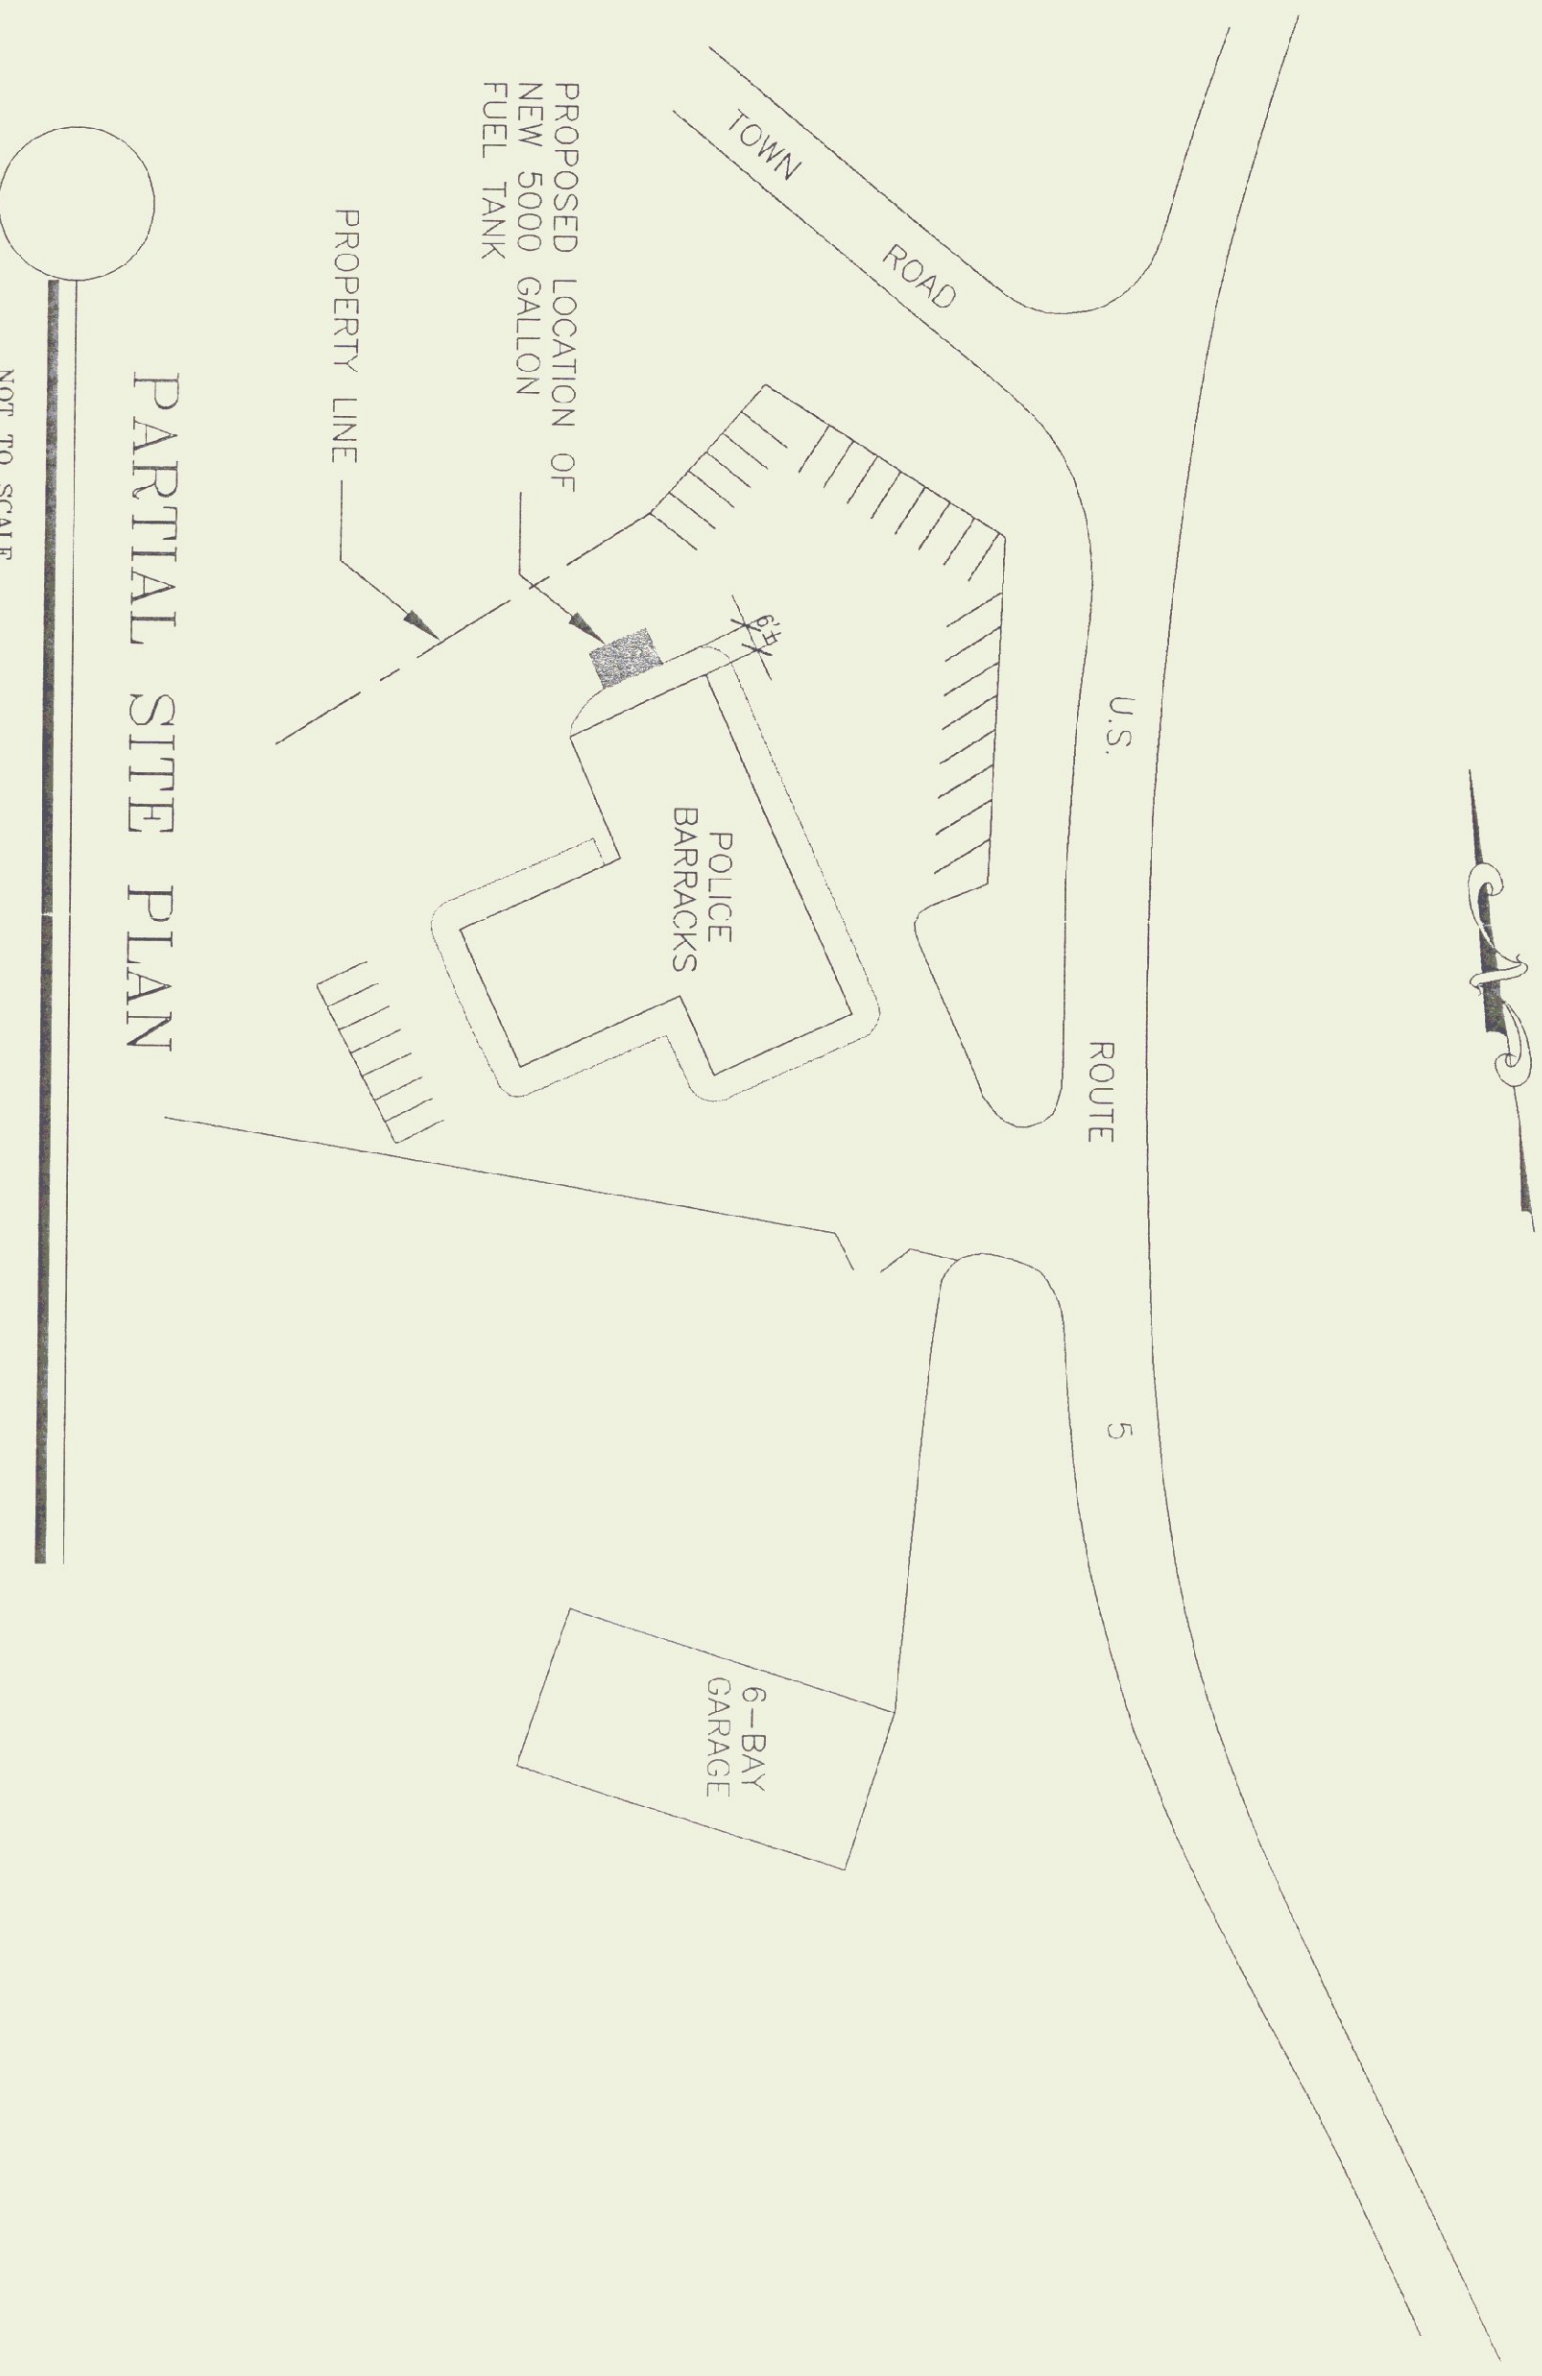 U.S. ROUTE 5
TOWN ROAD
6'±
POLICE
BARRACKS
6-BAY
GARAGE
PROPOSED LOCATION OF
NEW 5000 GALLON
FUEL TANK
PROPERTY LINE
PARTIAL SITE PLAN
NOT TO SCALE